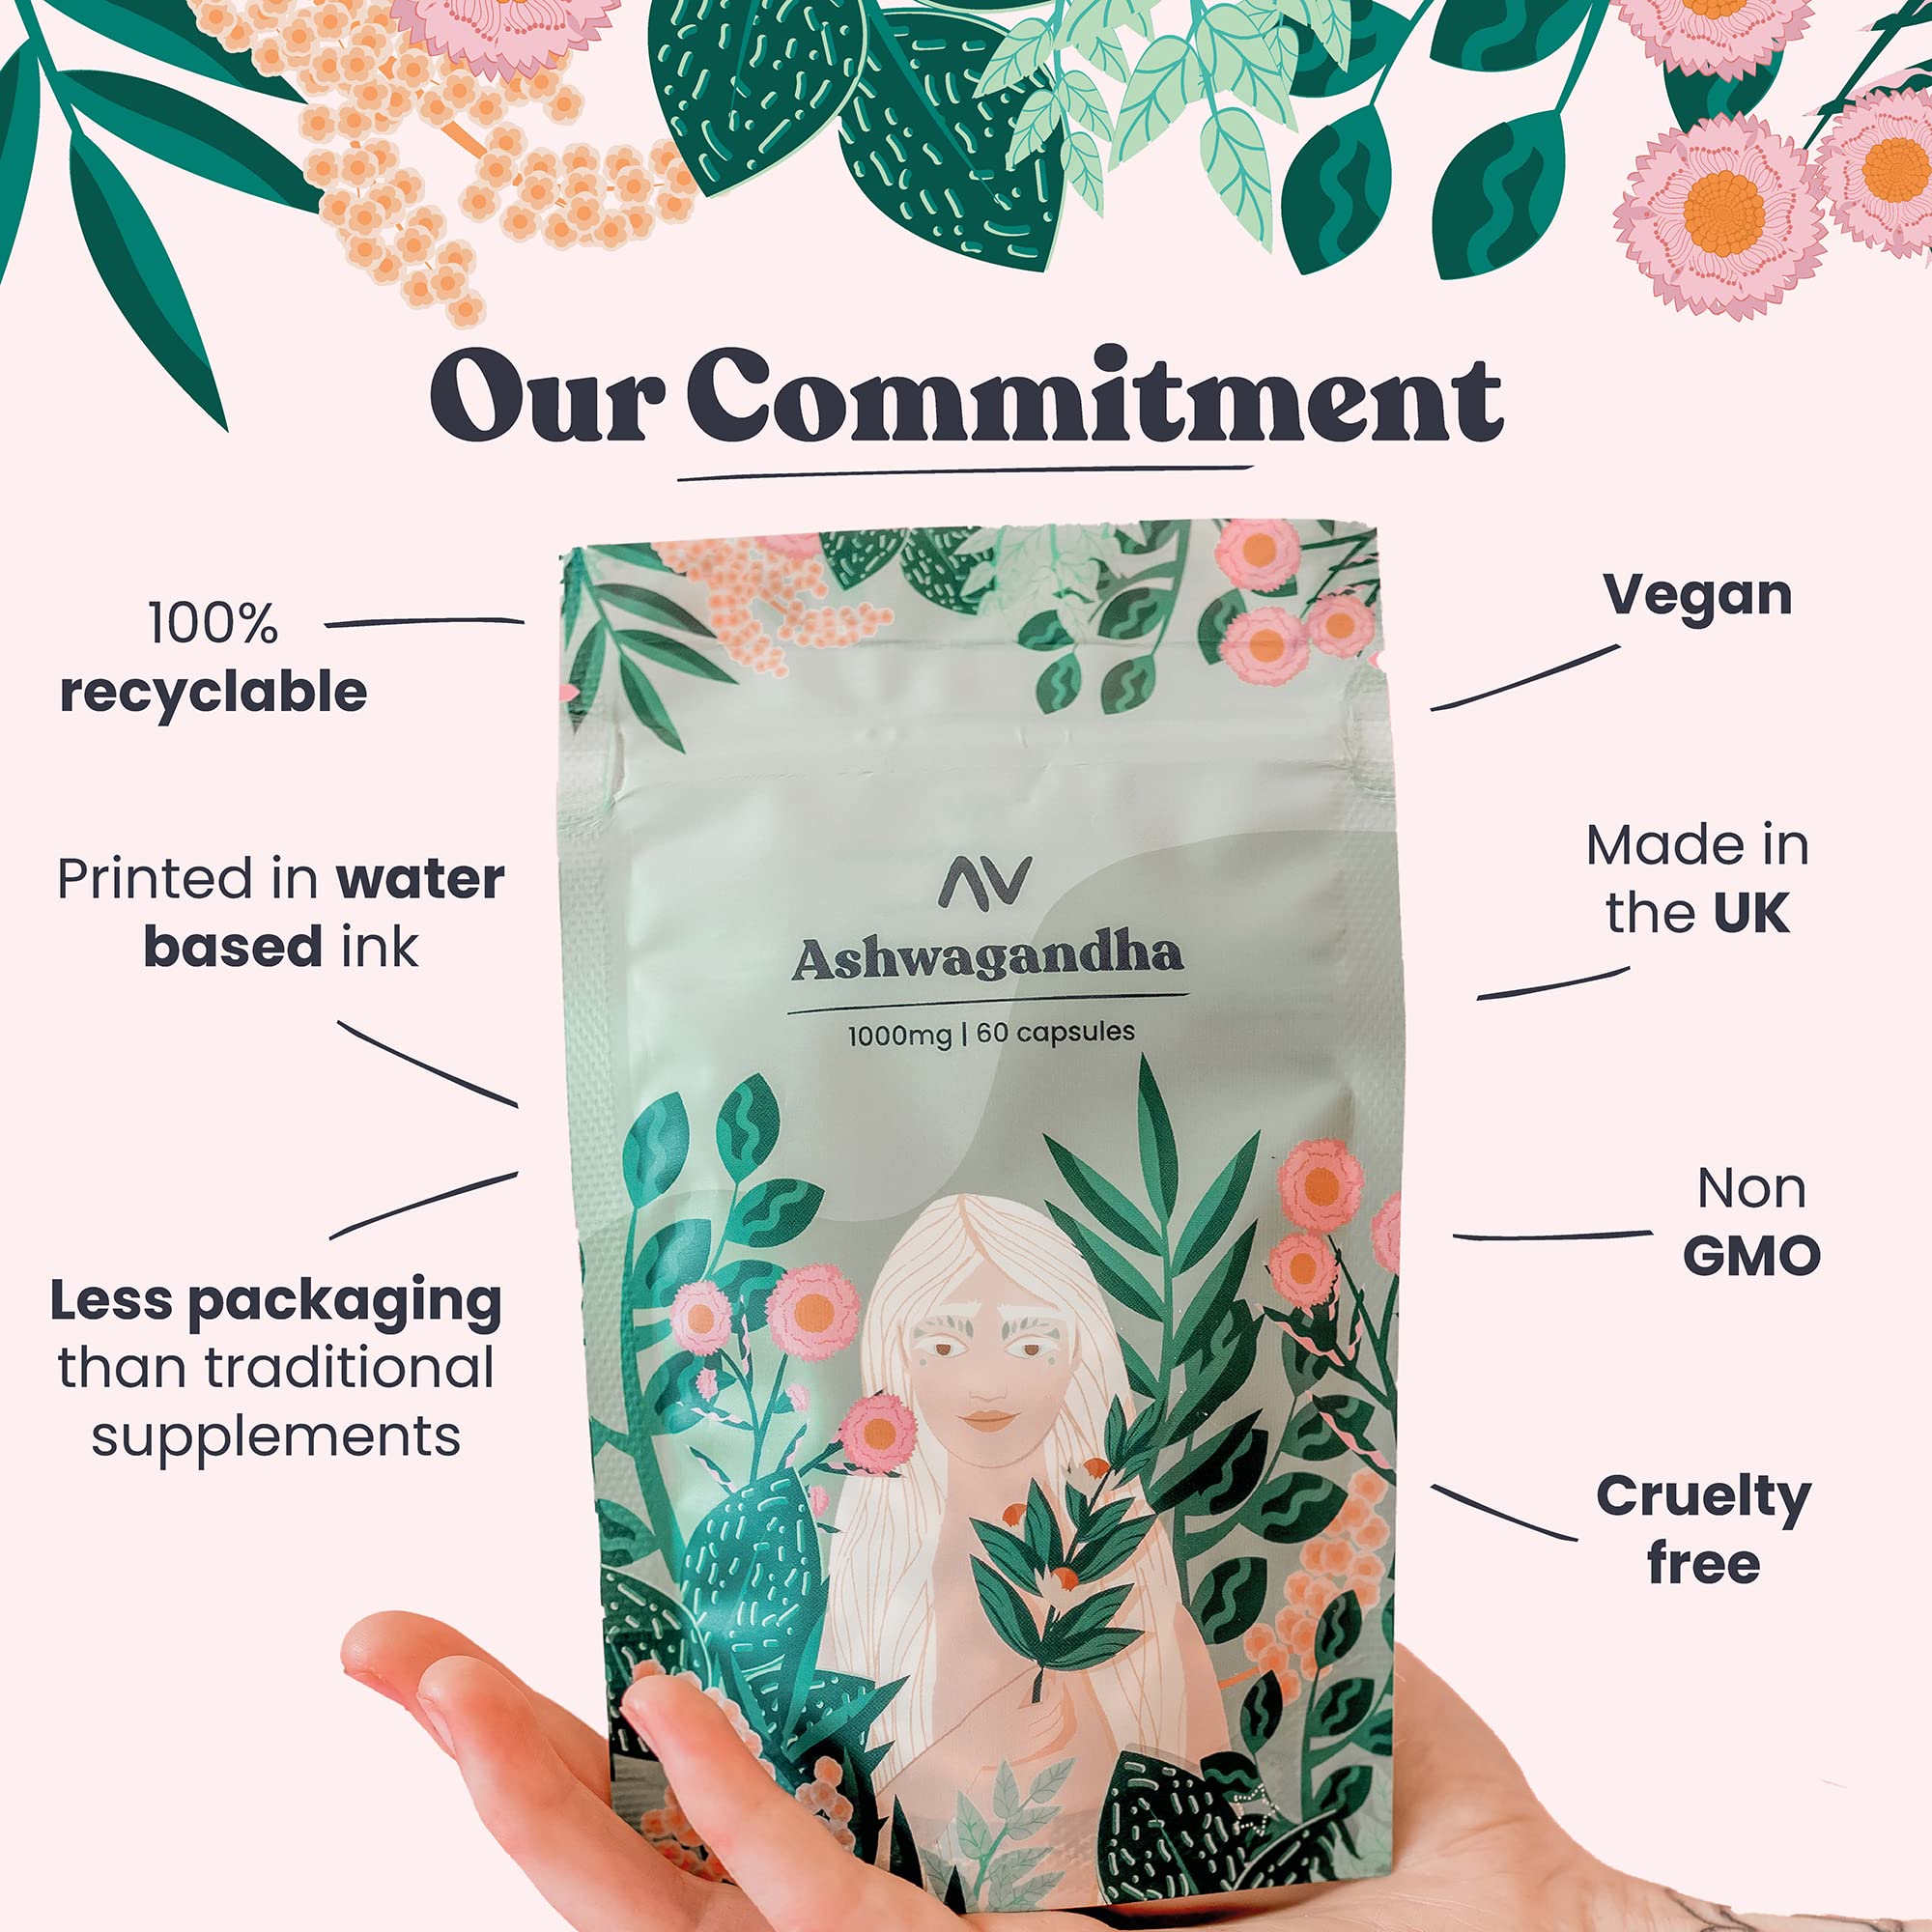 Our Commitment
100%
recyclable
Printed in water
based ink
Less packaging
than traditional
supplements
Vegan
Made in
the UK
Non
GMO
Cruelty
free
AV
Ashwagandha
1000mg | 60 capsules